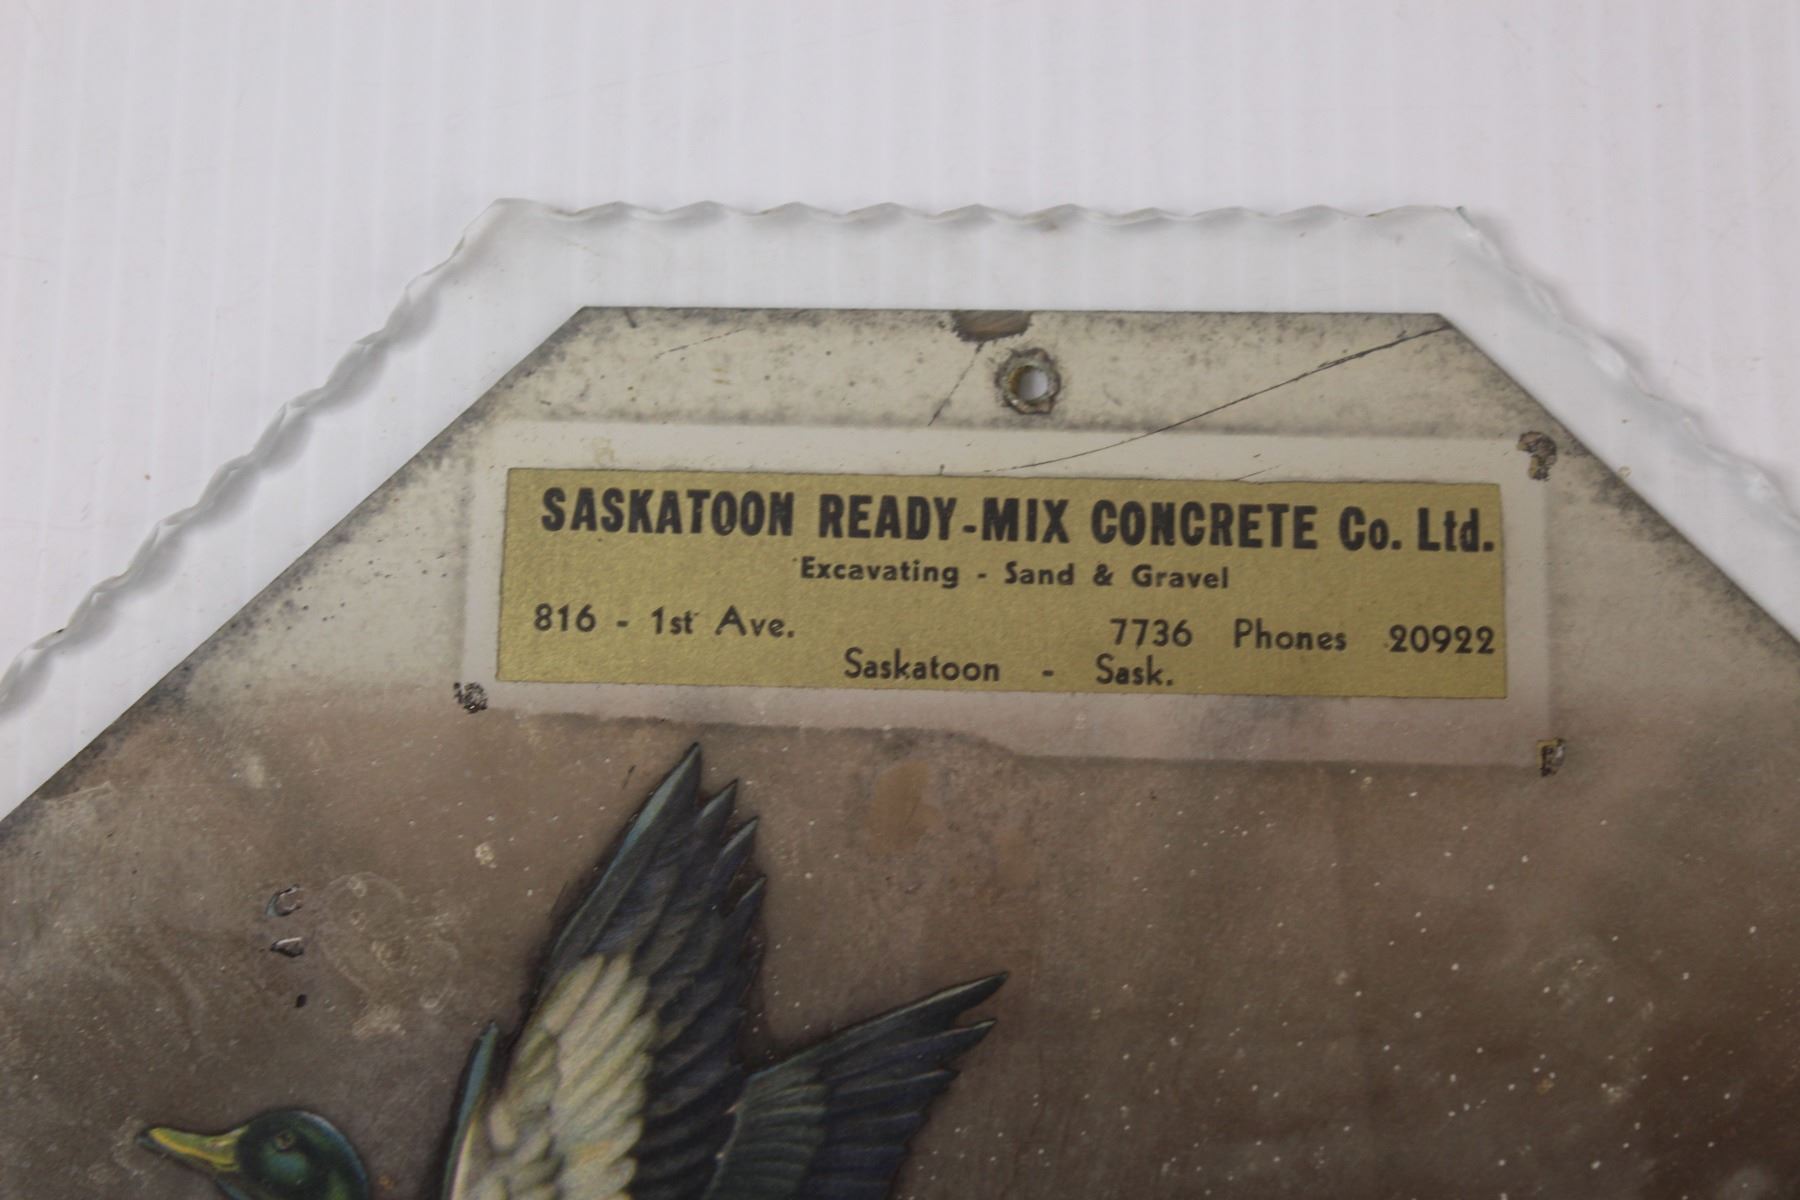 SASKATOON READY-MIX CONCRETE Co. Ltd.
Excavating - Sand & Gravel
816 - 1st Ave. 7736 Phones 20922
Saskatoon - Sask.